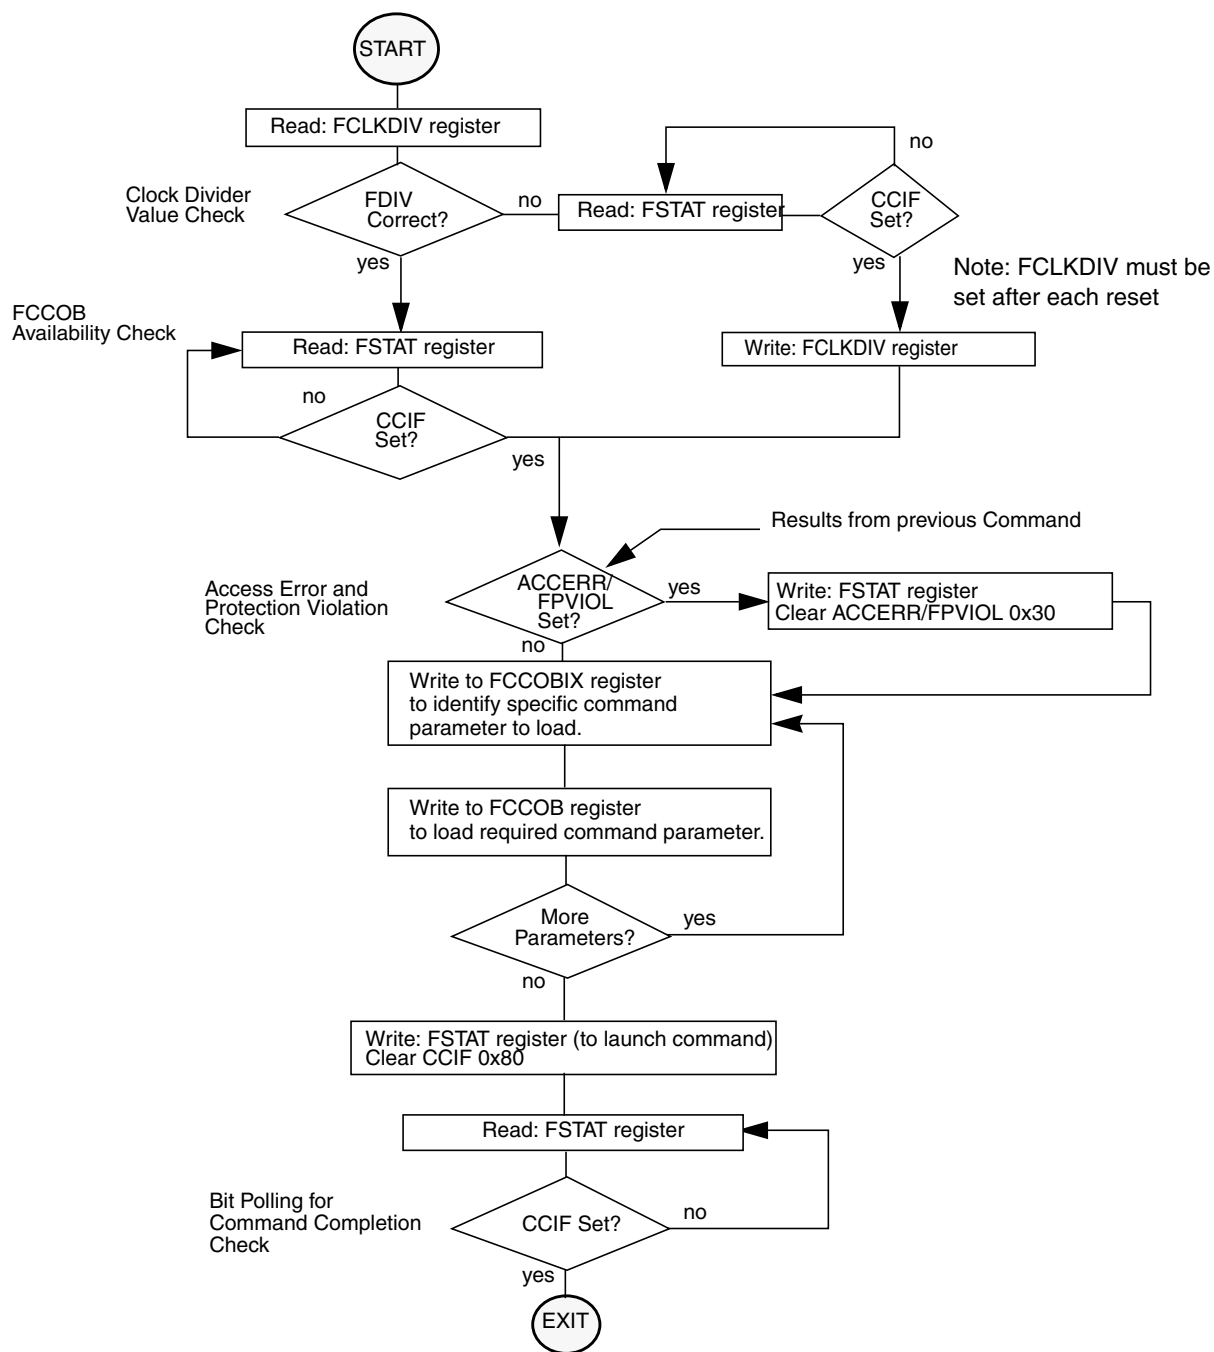 START
Read: FCLKDIV register
Clock Divider
Value Check
FDIV
Correct?
no
Read: FSTAT register
no
CCIF
Set?
yes
yes
Note: FCLKDIV must be
set after each reset
FCCOB
Availability Check
Read: FSTAT register
Write: FCLKDIV register
no
CCIF
Set?
yes
Results from previous Command
Access Error and
Protection Violation
Check
ACCERR/
FPVIOL
Set?
yes
Write: FSTAT register
Clear ACCERR/FPVIOL 0x30
no
Write to FCCOBIX register
to identify specific command
parameter to load.
Write to FCCOB register
to load required command parameter.
More
Parameters?
yes
no
Write: FSTAT register (to launch command)
Clear CCIF 0x80
Read: FSTAT register
Bit Polling for
Command Completion
Check
CCIF Set?
no
yes
EXIT